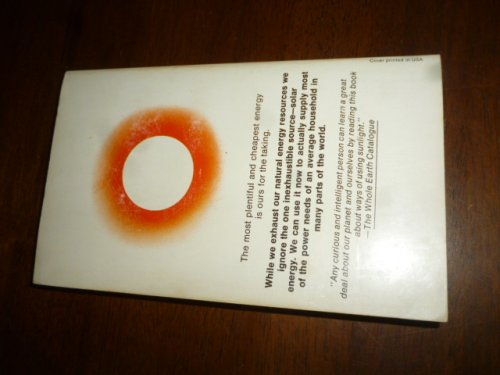 Cover printed in USA
The most plentiful and cheapest energy
is ours for the taking.
While we exhaust our natural energy resources we
ignore the one inexhaustible source—solar
energy. We can use it now to actually supply most
of the power needs of an average household in
many parts of the world.
"Any curious and intelligent person can learn a great
deal about our planet and ourselves by reading this book
about ways of using sunlight."
—The Whole Earth Catalogue